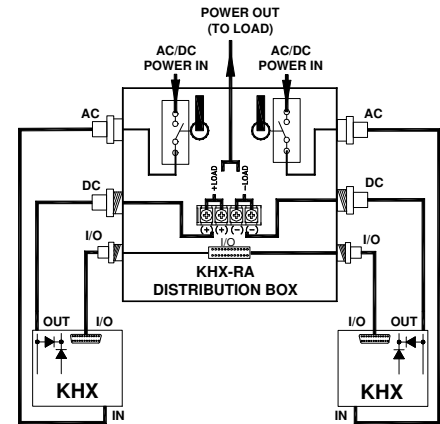 POWER OUT
(TO LOAD)
AC/DC
POWER IN
AC/DC
POWER IN
AC
AC
+LOAD
−LOAD
DC
DC
(+) (+) (−) (−)
I/O
I/O
I/O
KHX-RA
DISTRIBUTION BOX
OUT
I/O
I/O
OUT
KHX
KHX
IN
IN